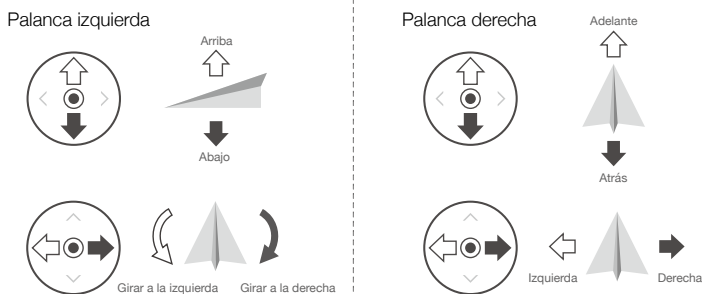 Palanca izquierda
Arriba
Abajo
Girar a la izquierda
Girar a la derecha
Palanca derecha
Adelante
Atrás
Izquierda
Derecha